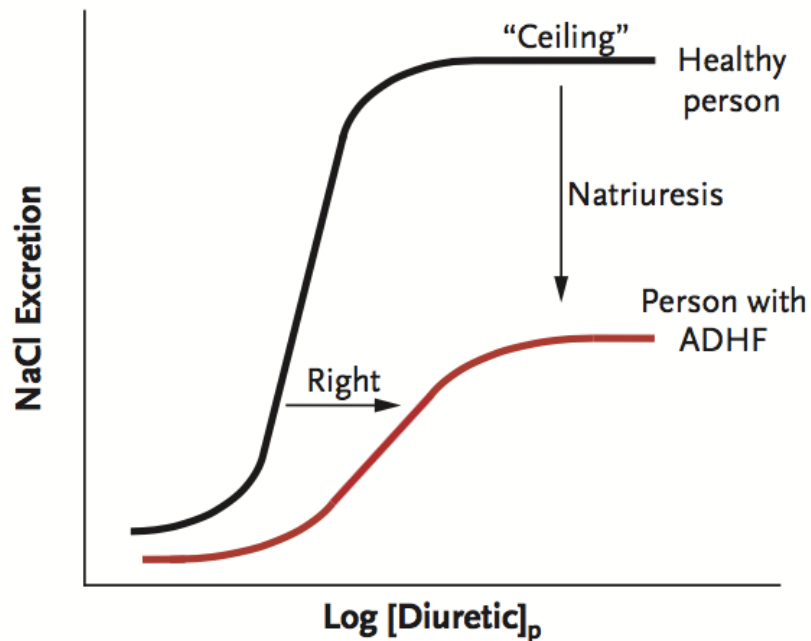 “Ceiling”
Healthy
person
Natriuresis
Person with
ADHF
Right
NaCl Excretion
Log [Diuretic]p